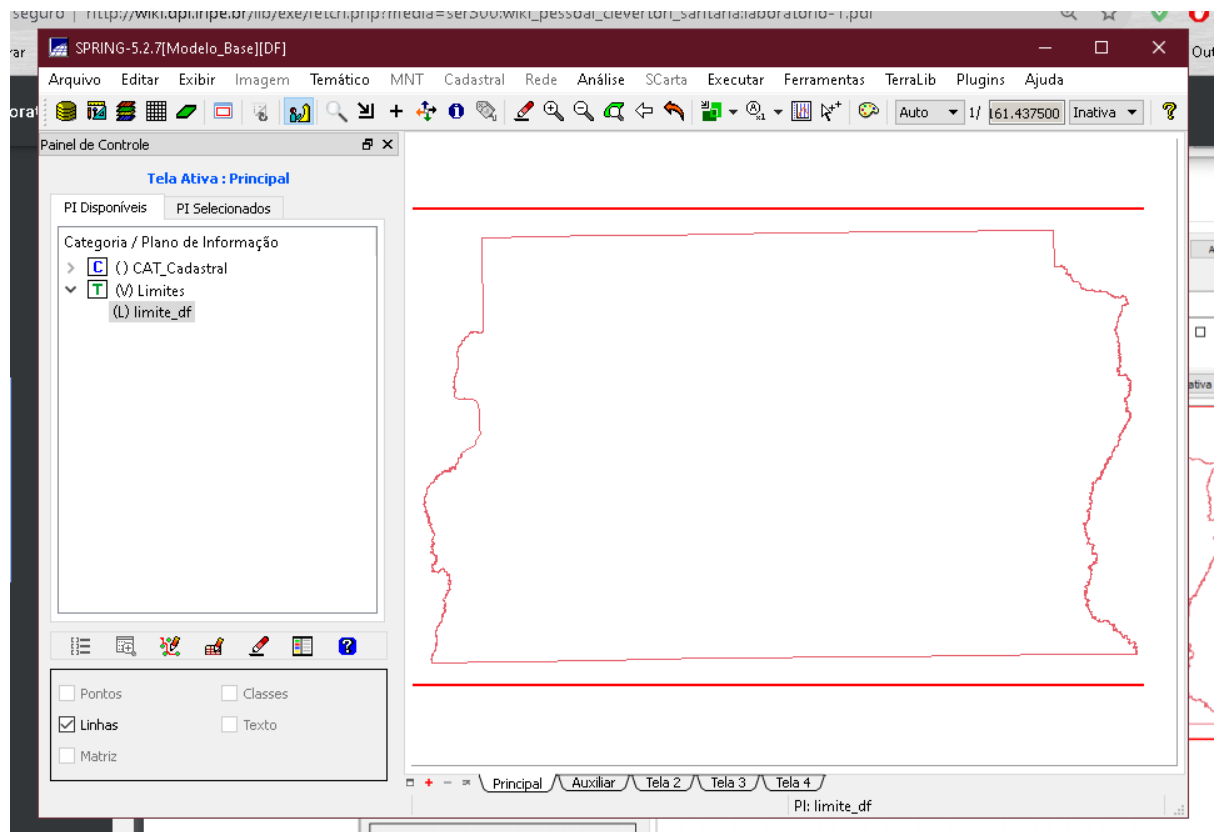 seguro | http://wiki.dpi.inpe.br/lib/exe/fetch.php?media=ser300:wiki_pessoal_cleverton_santana:laboratorio-1.pdf
SPRING-5.2.7[Modelo_Base][DF]
Arquivo Editar Exibir Imagem Temático MNT Cadastral Rede Análise SCarta Executar Ferramentas TerraLib Plugins Ajuda
Auto 1/ 161.437500 Inativa
Painel de Controle
Tela Ativa : Principal
PI Disponíveis PI Selecionados
Categoria / Plano de Informação
C () CAT_Cadastral
T (V) Limites
(L) limite_df
Pontos Classes
Linhas Texto
Matriz
Principal Auxiliar Tela 2 Tela 3 Tela 4
PI: limite_df